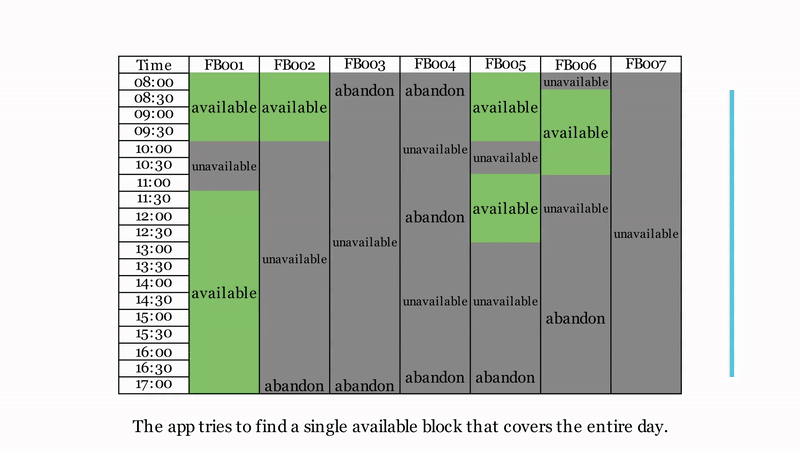 Time FB001 FB002 FB003 FB004 FB005 FB006 FB007
08:00 unavailable
08:30 abandon abandon
09:00 available available available
09:30 available
10:00 unavailable
10:30 unavailable unavailable
11:00
11:30
12:00 abandon available unavailable
12:30 unavailable
13:00 unavailable
13:30 unavailable
14:00 available
14:30 unavailable unavailable
15:00 abandon
15:30
16:00
16:30 abandon abandon
17:00 abandon abandon
The app tries to find a single available block that covers the entire day.